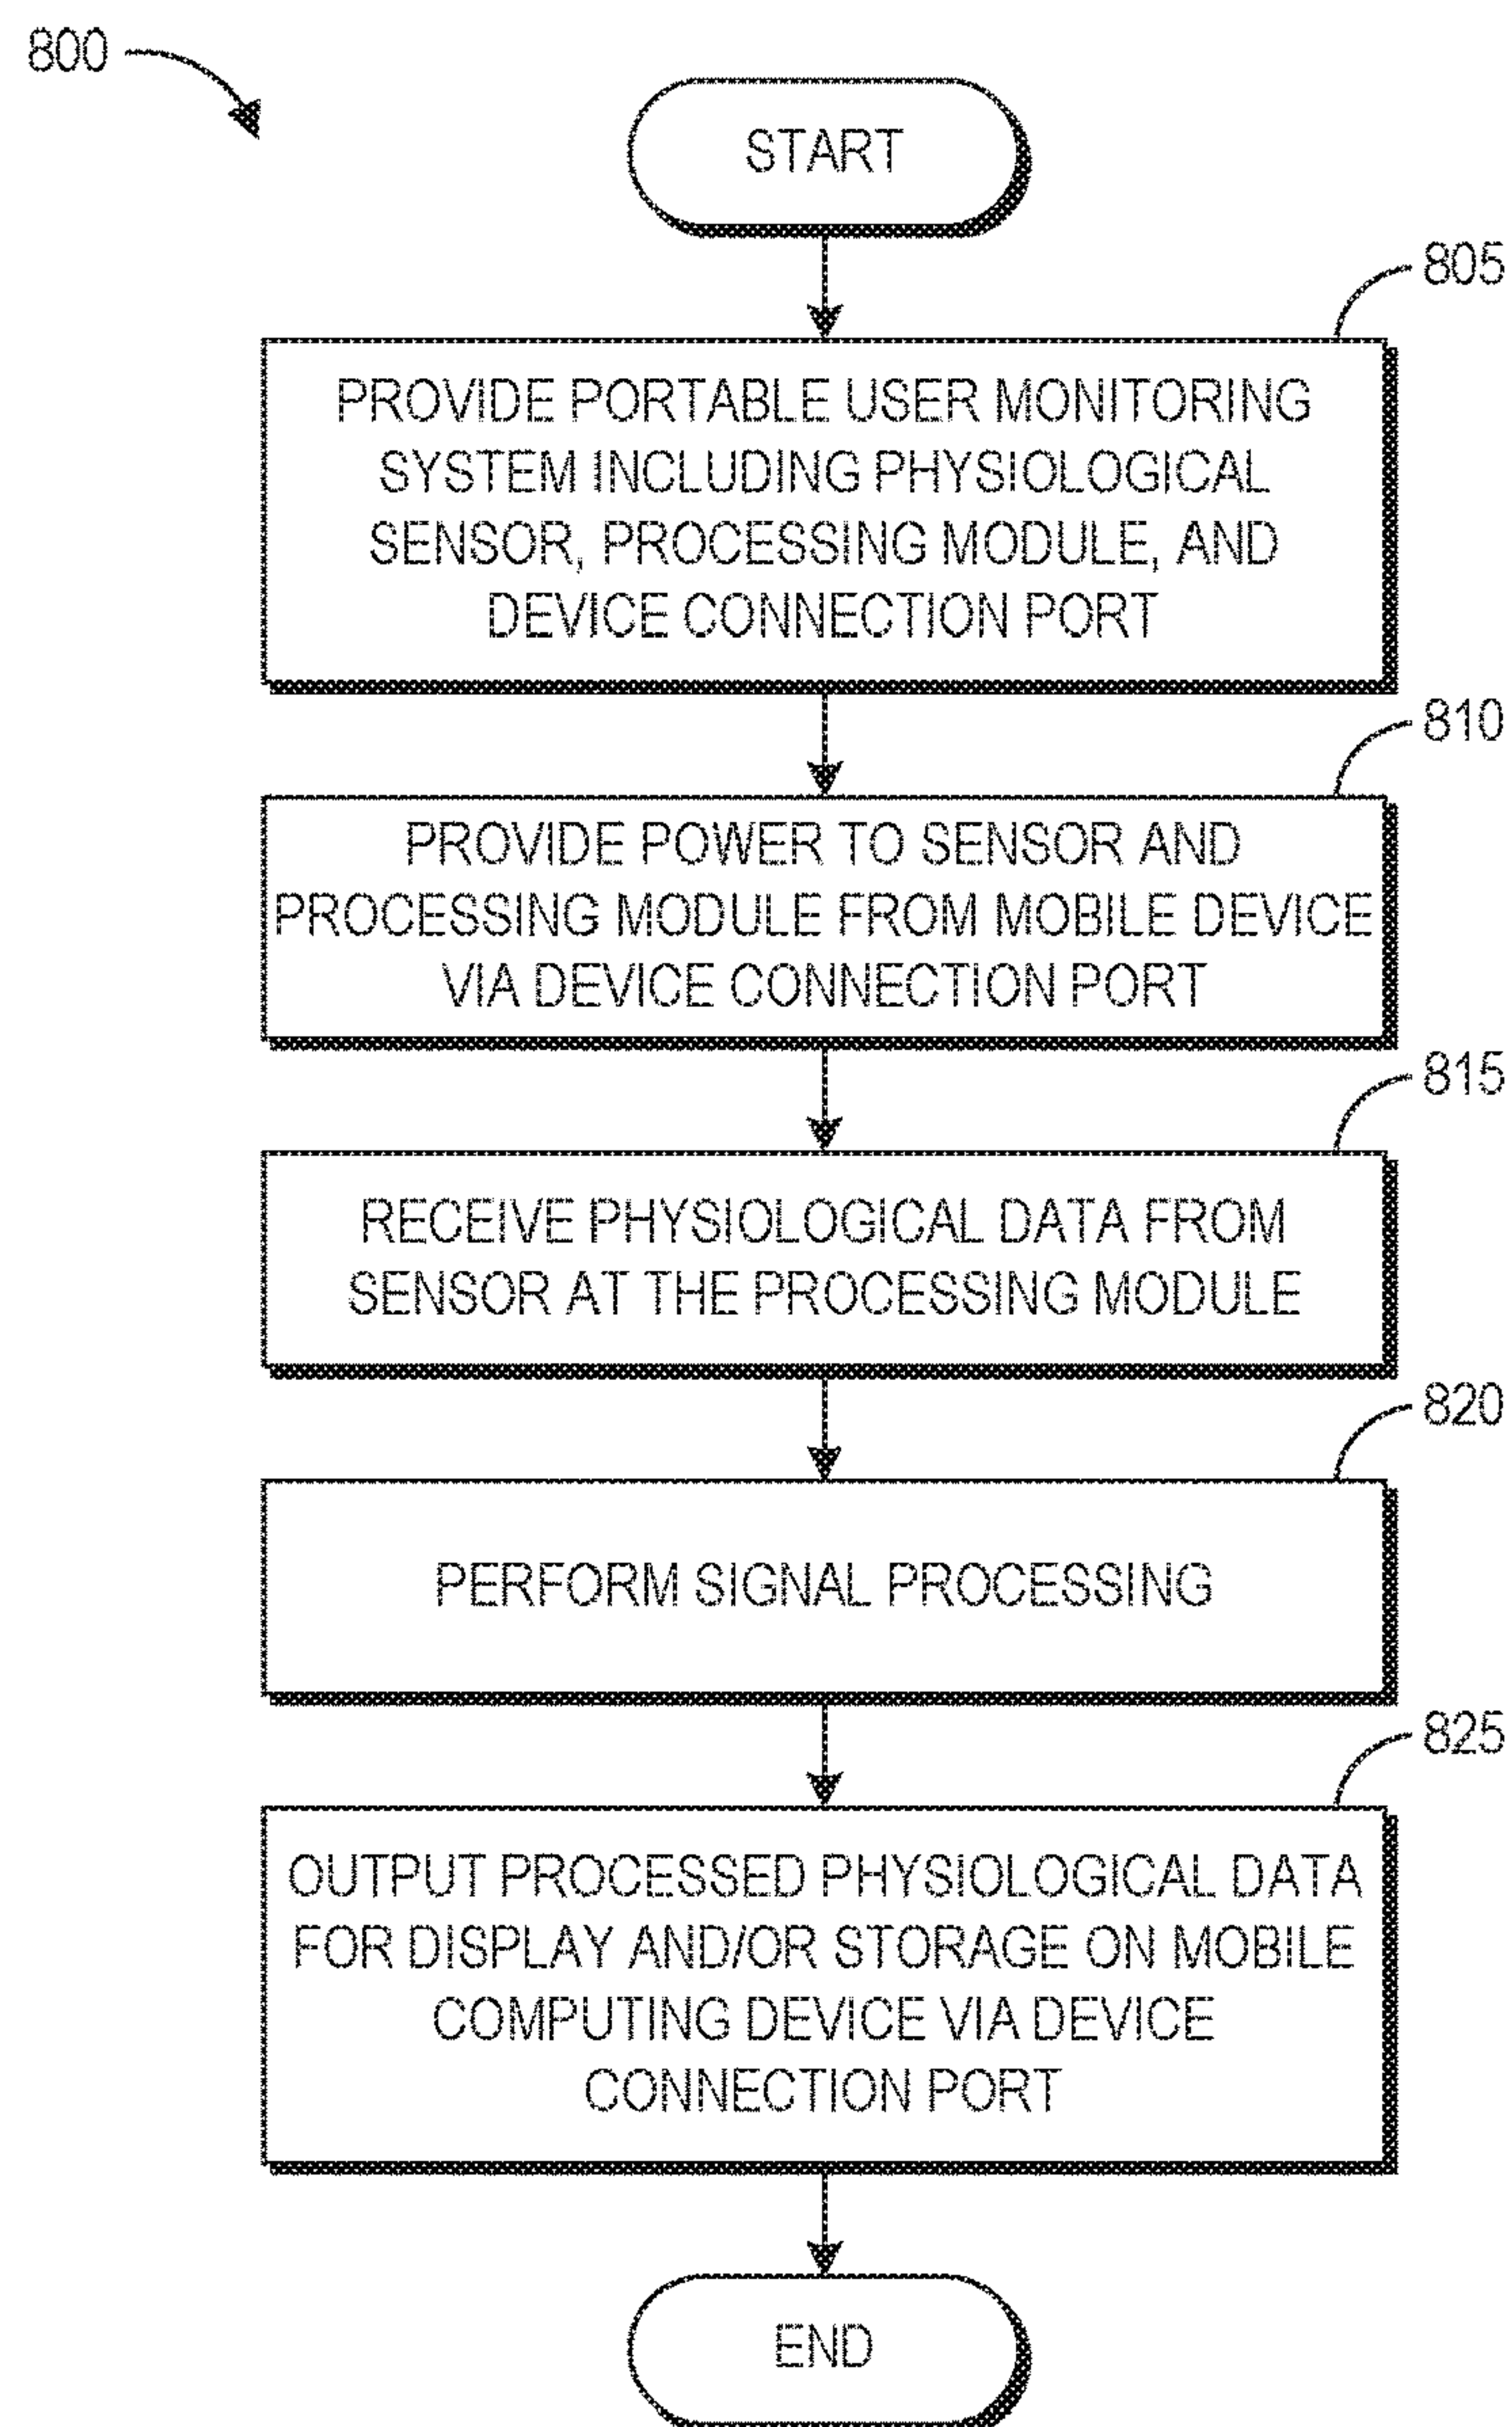 800
START
805
PROVIDE PORTABLE USER MONITORING
SYSTEM INCLUDING PHYSIOLOGICAL
SENSOR, PROCESSING MODULE, AND
DEVICE CONNECTION PORT
810
PROVIDE POWER TO SENSOR AND
PROCESSING MODULE FROM MOBILE DEVICE
VIA DEVICE CONNECTION PORT
815
RECEIVE PHYSIOLOGICAL DATA FROM
SENSOR AT THE PROCESSING MODULE
820
PERFORM SIGNAL PROCESSING
825
OUTPUT PROCESSED PHYSIOLOGICAL DATA
FOR DISPLAY AND/OR STORAGE ON MOBILE
COMPUTING DEVICE VIA DEVICE
CONNECTION PORT
END